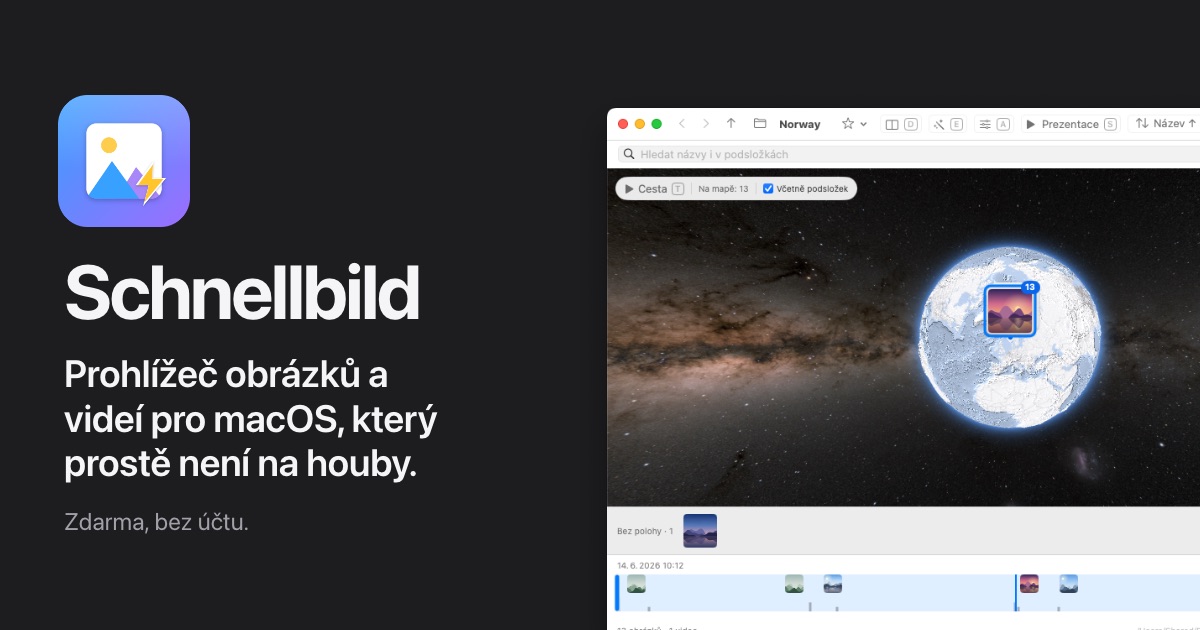 Schnellbild
Prohlížeč obrázků a
videí pro macOS, který
prostě není na houby.
Zdarma, bez účtu.
Norway
D
E
A
Prezentace S
Název ↑
Hledat názvy i v podsložkách
Cesta T
Na mapě: 13
Včetně podsložek
13
Bez polohy · 1
14. 6. 2026 10:12